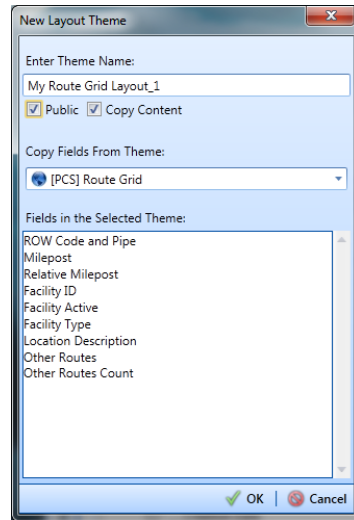 New Layout Theme
Enter Theme Name:
My Route Grid Layout_1
Public Copy Content
Copy Fields From Theme:
[PCS] Route Grid
Fields in the Selected Theme:
ROW Code and Pipe
Milepost
Relative Milepost
Facility ID
Facility Active
Facility Type
Location Description
Other Routes
Other Routes Count
OK | Cancel